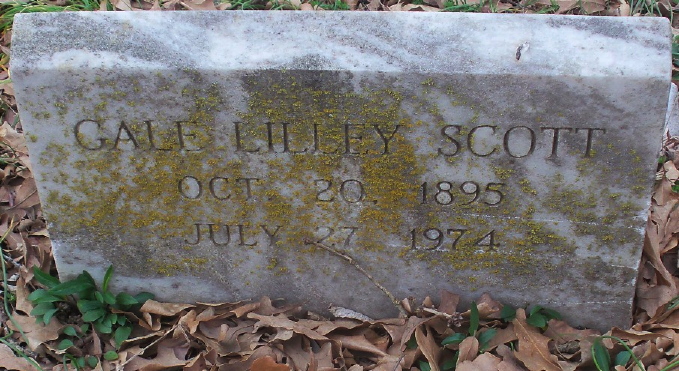 GALE LILLEY SCOTT
OCT. 20, 1895
JULY 27, 1974